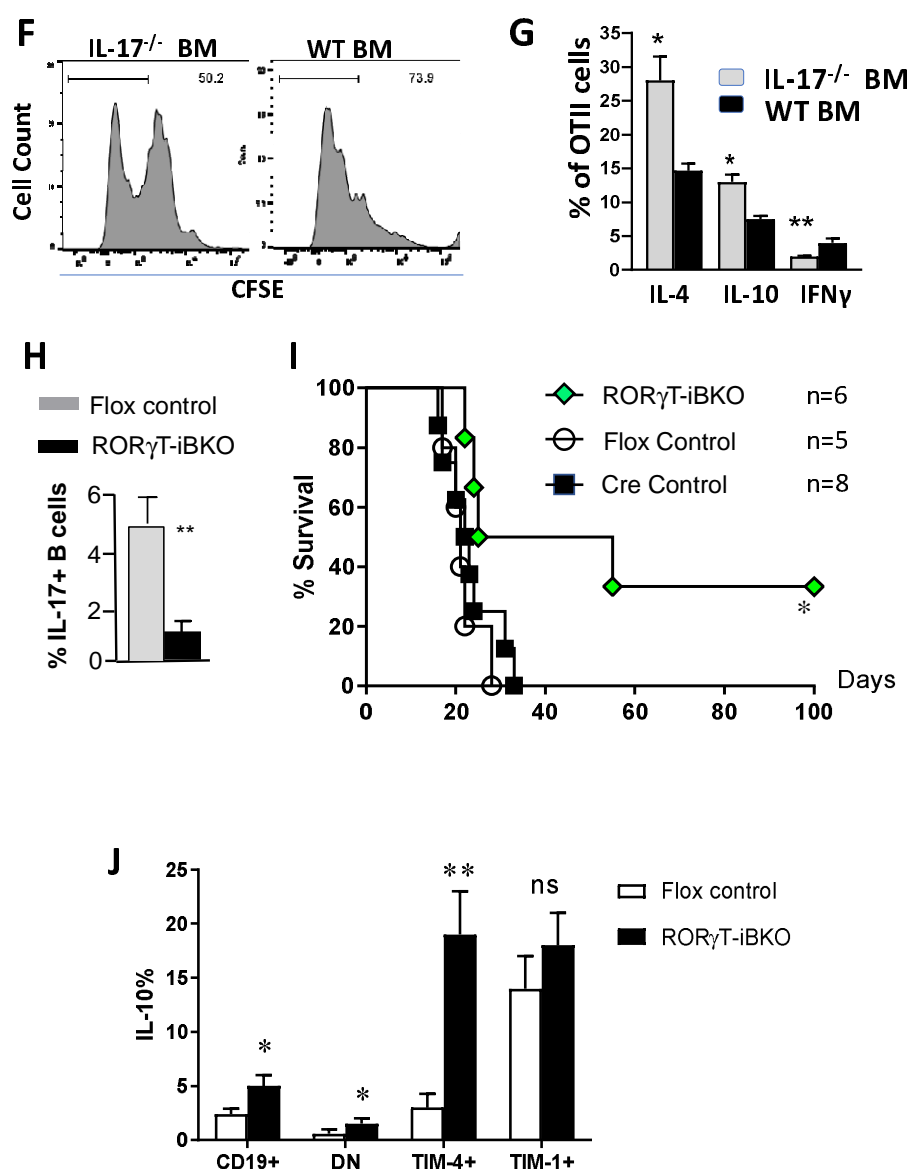 F
IL-17-/- BM
WT BM
50.2
73.9
Cell Count
CFSE
G
35
30
25
20
15
10
5
0
% of OTII cells
*
*
**
IL-17-/- BM
WT BM
IL-4 IL-10 IFNγ
H
Flox control
RORγT-iBKO
6
4
2
0
% IL-17+ B cells
**
I
100
80
60
40
20
0
% Survival
RORγT-iBKO n=6
Flox Control n=5
Cre Control n=8
*
Days
0 20 40 60 80 100
J
25
20
15
10
5
0
IL-10%
*
*
**
ns
Flox control
RORγT-iBKO
CD19+ DN TIM-4+ TIM-1+